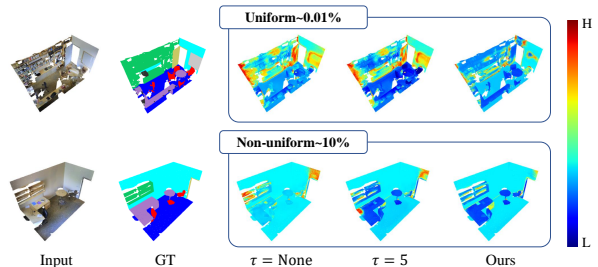 Uniform~0.01%
H
Non-uniform~10%
L
Input
GT
τ = None
τ = 5
Ours